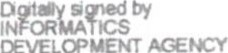 Digitally signed by
INFORMATICS
DEVELOPMENT AGENCY